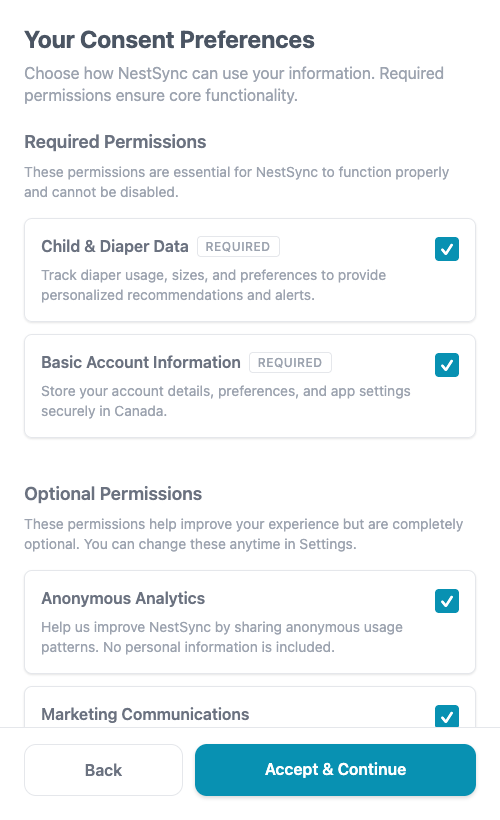 Your Consent Preferences
Choose how NestSync can use your information. Required
permissions ensure core functionality.
Required Permissions
These permissions are essential for NestSync to function properly
and cannot be disabled.
Child & Diaper Data REQUIRED
Track diaper usage, sizes, and preferences to provide
personalized recommendations and alerts.
Basic Account Information REQUIRED
Store your account details, preferences, and app settings
securely in Canada.
Optional Permissions
These permissions help improve your experience but are completely
optional. You can change these anytime in Settings.
Anonymous Analytics
Help us improve NestSync by sharing anonymous usage
patterns. No personal information is included.
Marketing Communications
Back
Accept & Continue